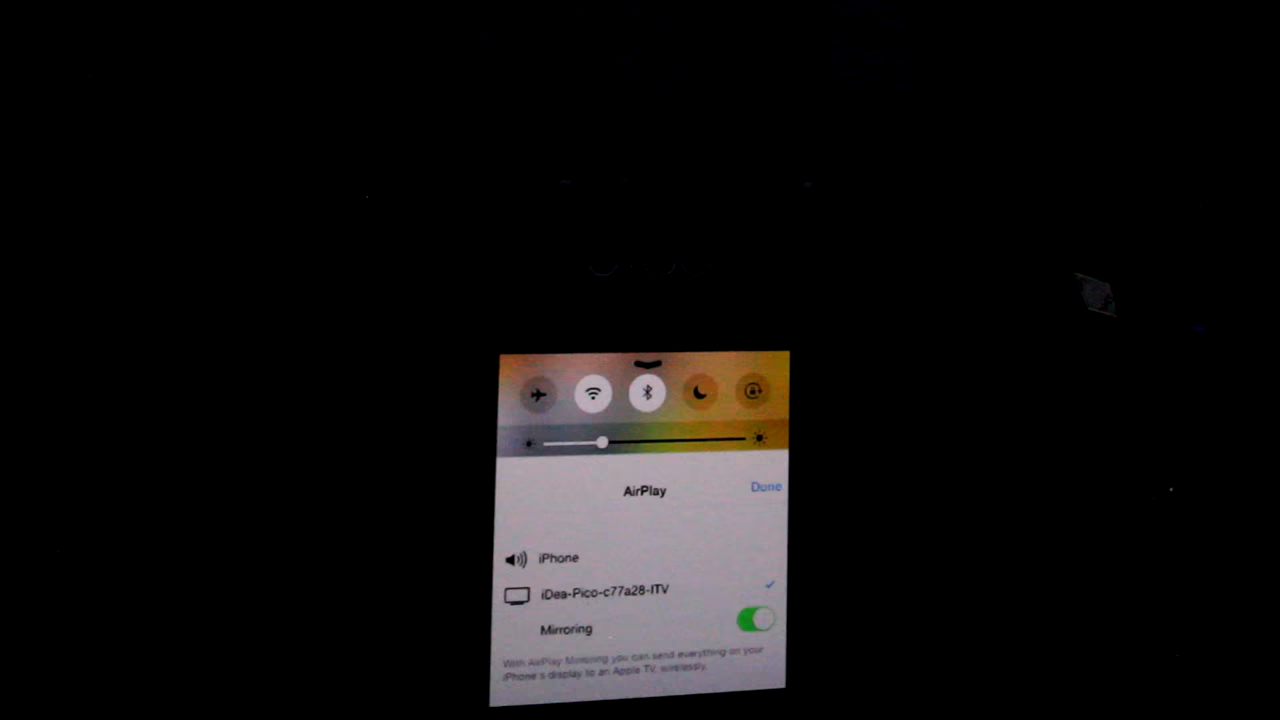 AirPlay
Done
iPhone
iDea-Pico-c77a28-ITV
Mirroring
With AirPlay Mirroring you can send everything on your
iPhone's display to an Apple TV, wirelessly.